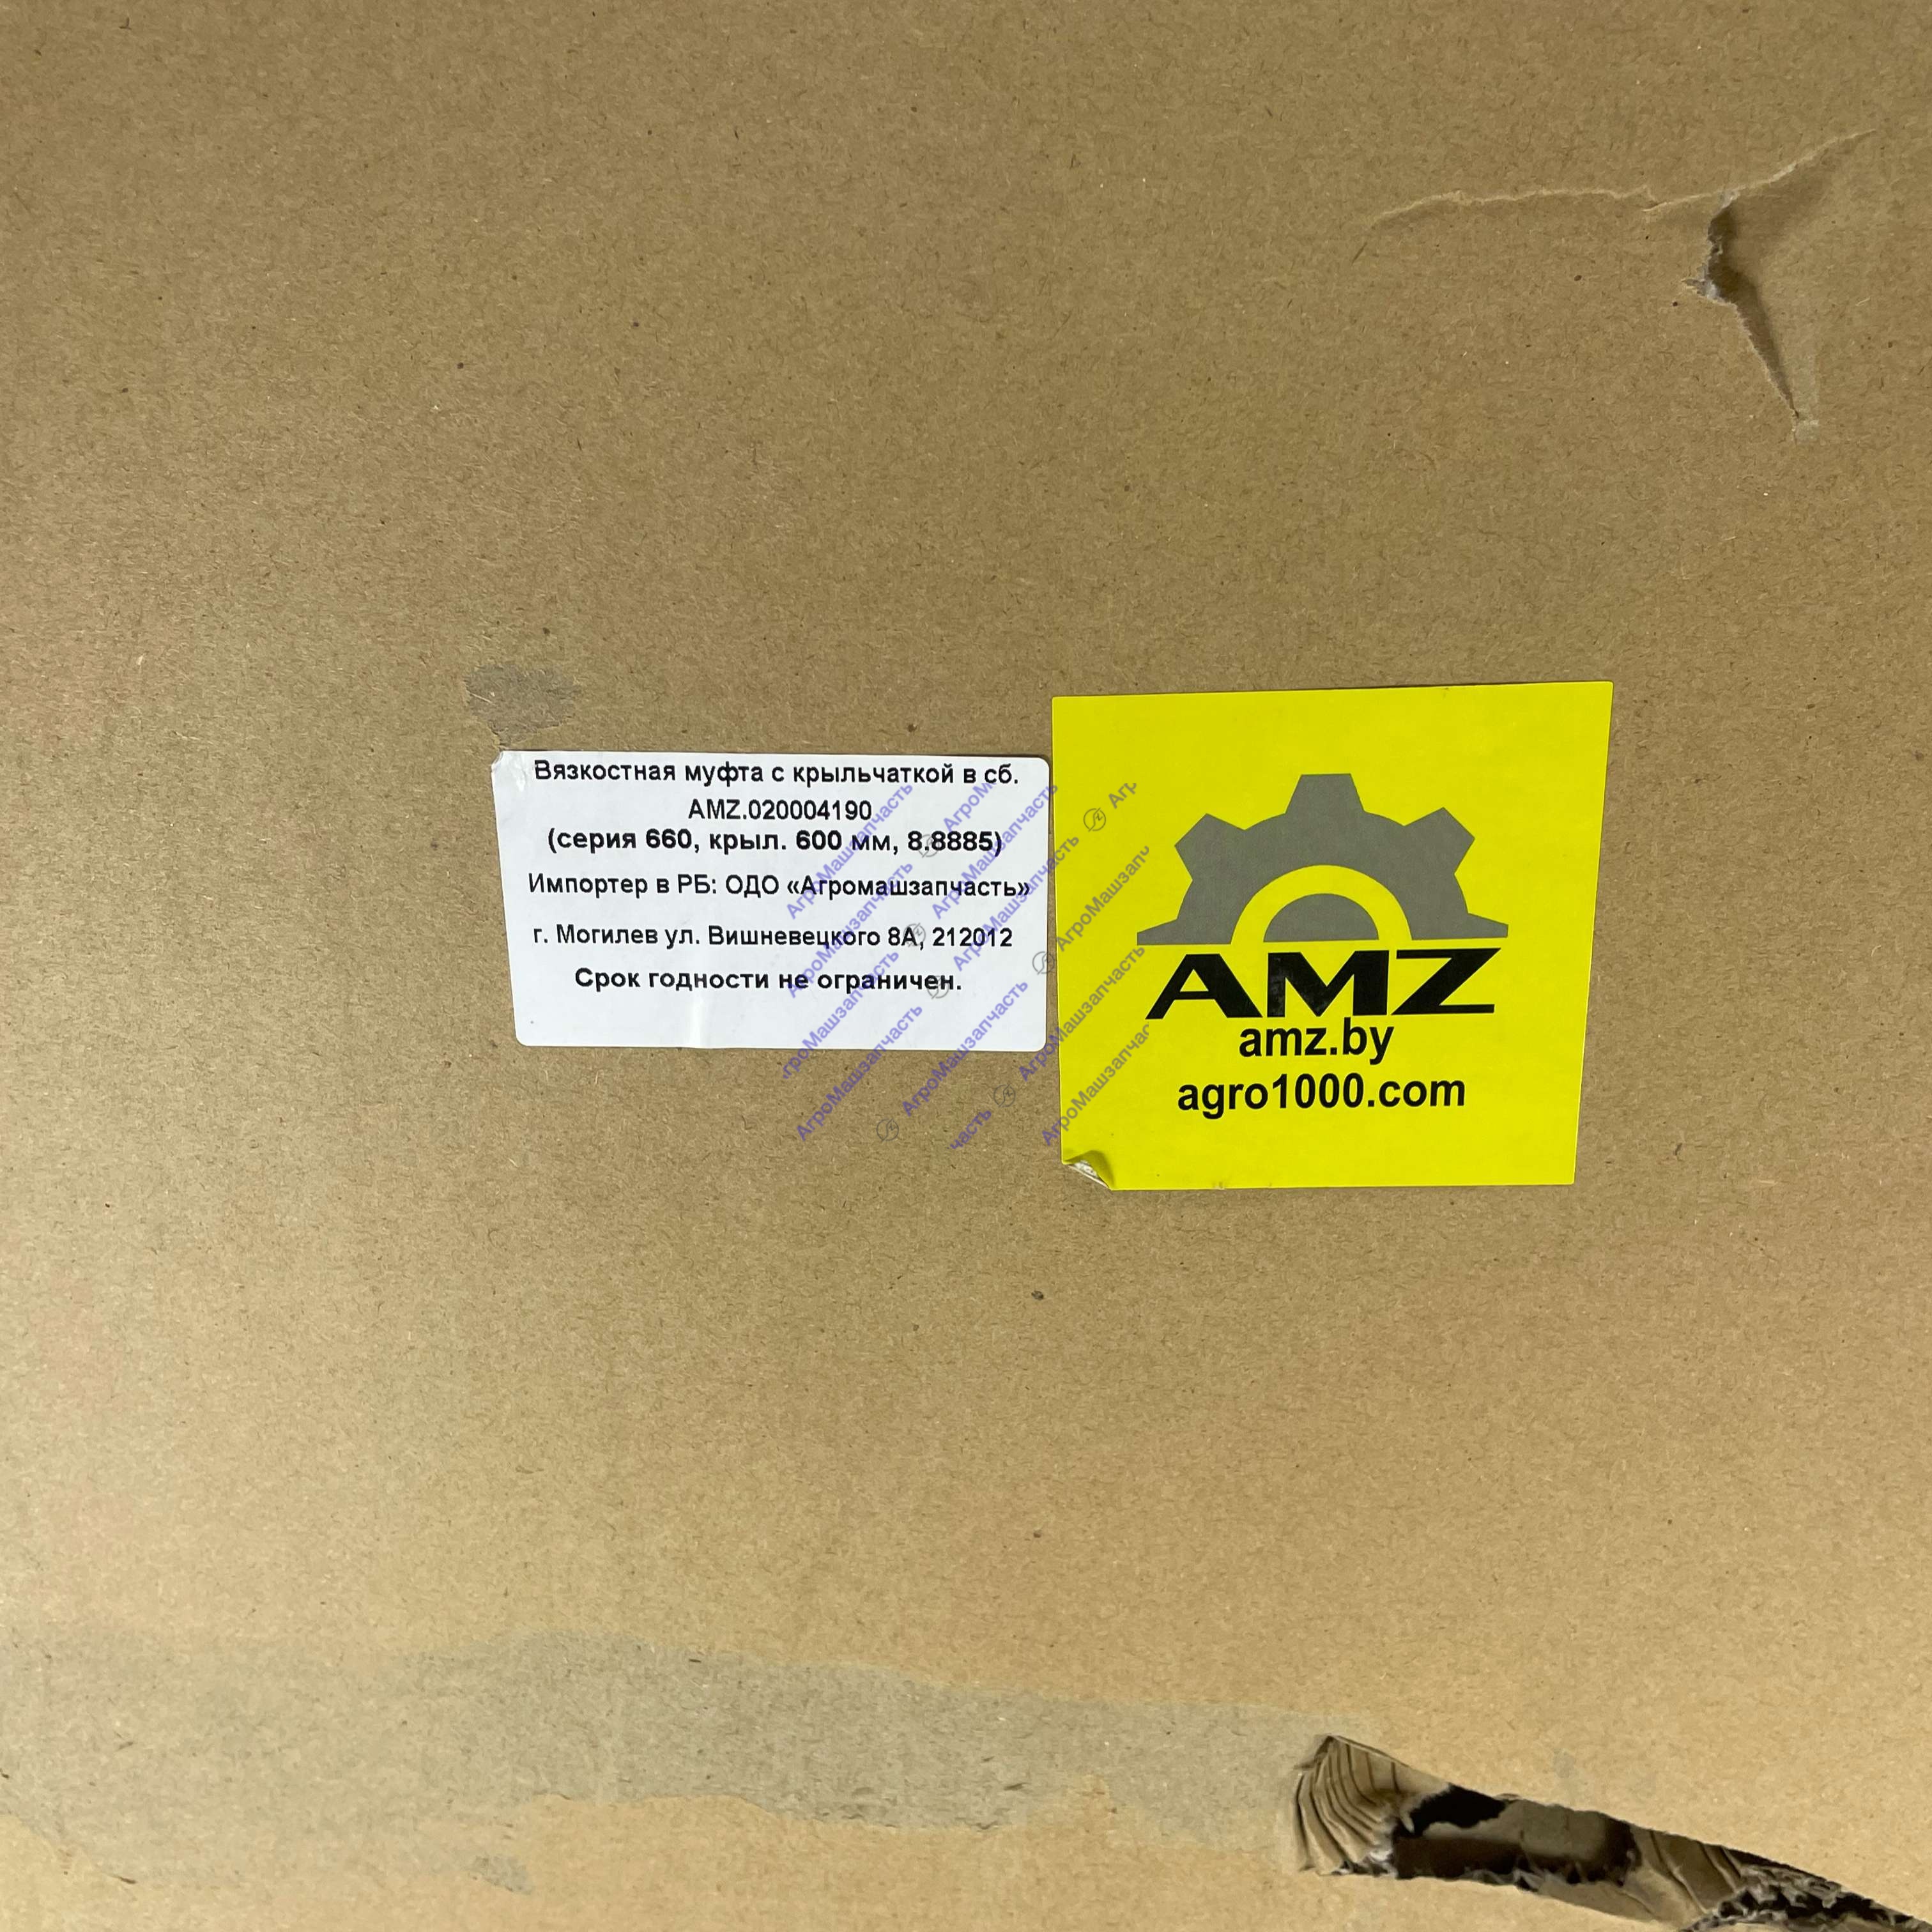 Вязкостная муфта с крыльчаткой в сб.
AMZ.020004190
(серия 660, крыл. 600 мм, 8.8885)
Импортер в РБ: ОДО «Агромашзапчасть»
г. Могилев ул. Вишневецкого 8А, 212012
Срок годности не ограничен.
AMZ
amz.by
agro1000.com
АгроМашзапчасть